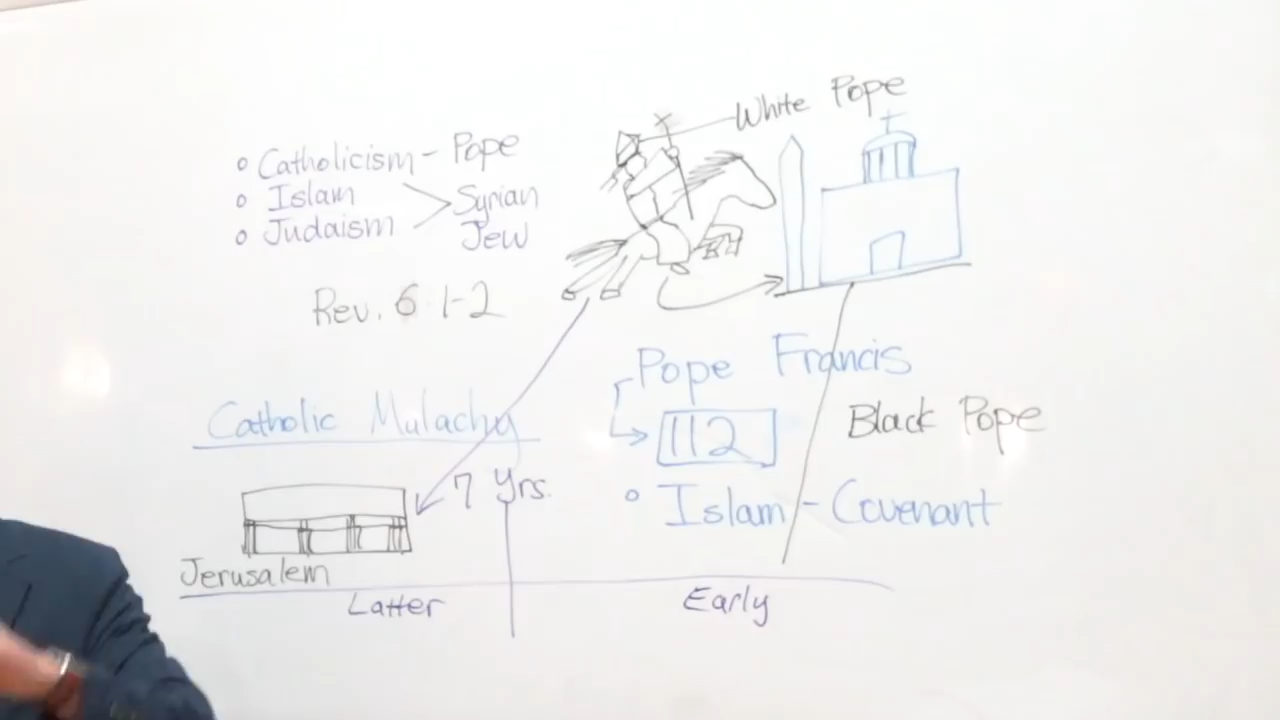 White Pope
Catholicism - Pope
Islam
Judaism
Syrian
Jew
Rev. 6:1-2
Pope Francis
112
Black Pope
Islam - Covenant
Catholic Malachy
7 Yrs.
Jerusalem
Latter
Early